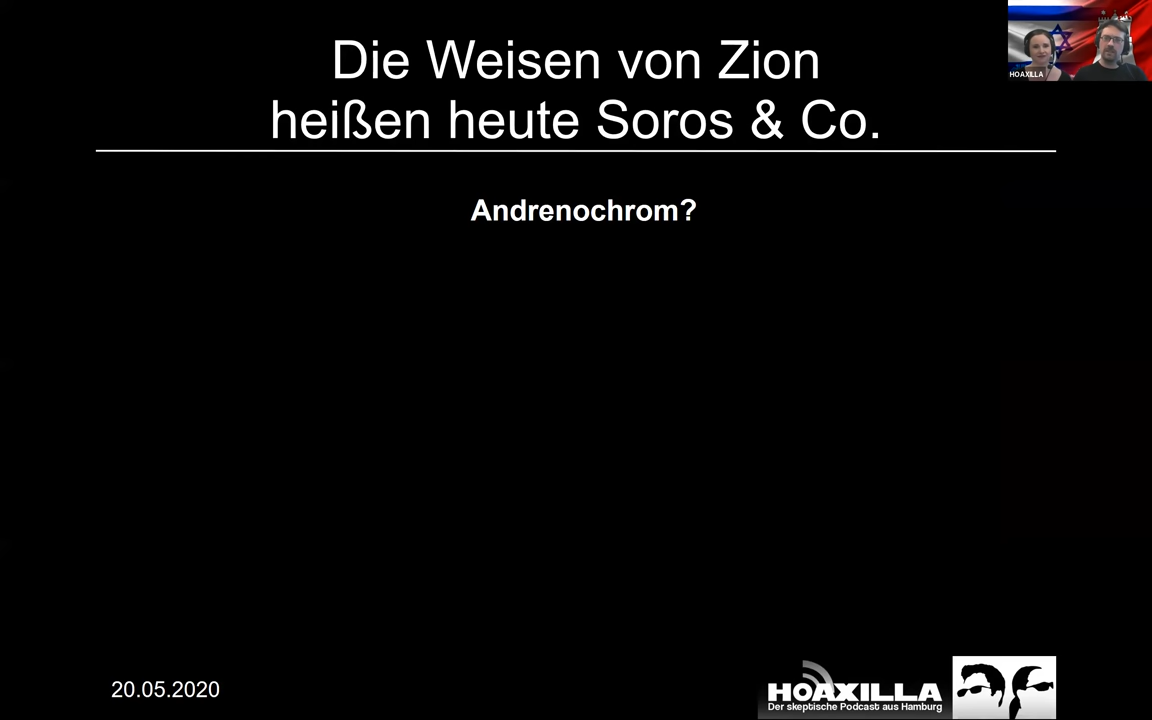 Die Weisen von Zion
heißen heute Soros & Co.
Andrenochrom?
HOAXILLA
20.05.2020
HOAXILLA
Der skeptische Podcast aus Hamburg